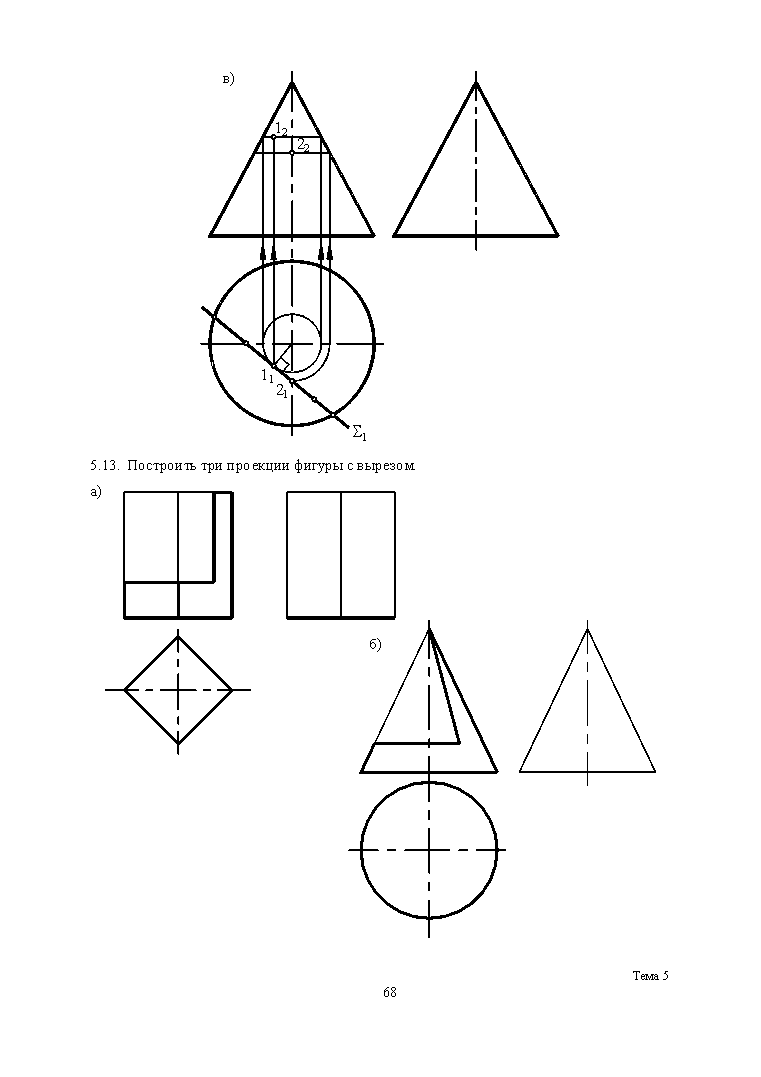 в)
1₂
2₂
1₁
2₁
Σ₁
5.13. Построить три проекции фигуры с вырезом.
а)
б)
Тема 5
68